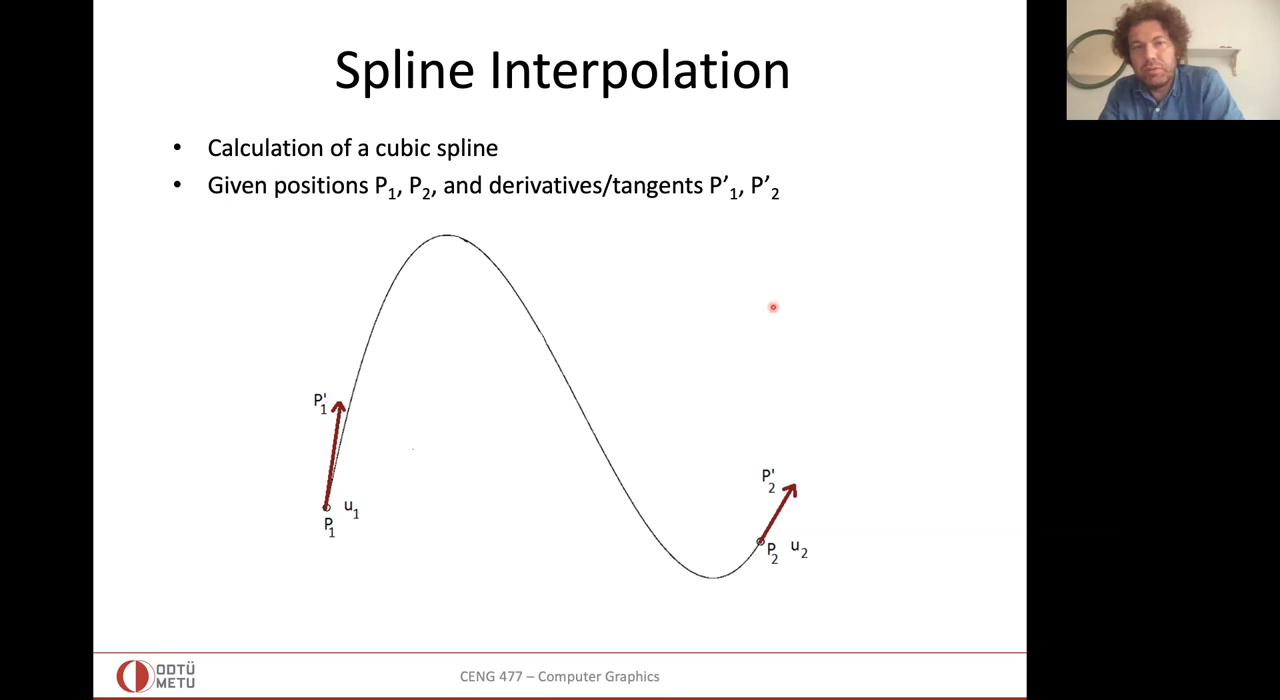 Spline Interpolation
• Calculation of a cubic spline
• Given positions P₁, P₂, and derivatives/tangents P’₁, P’₂
P'₁
P₁ u₁
P'₂
P₂ u₂
ODTÜ
METU
CENG 477 – Computer Graphics